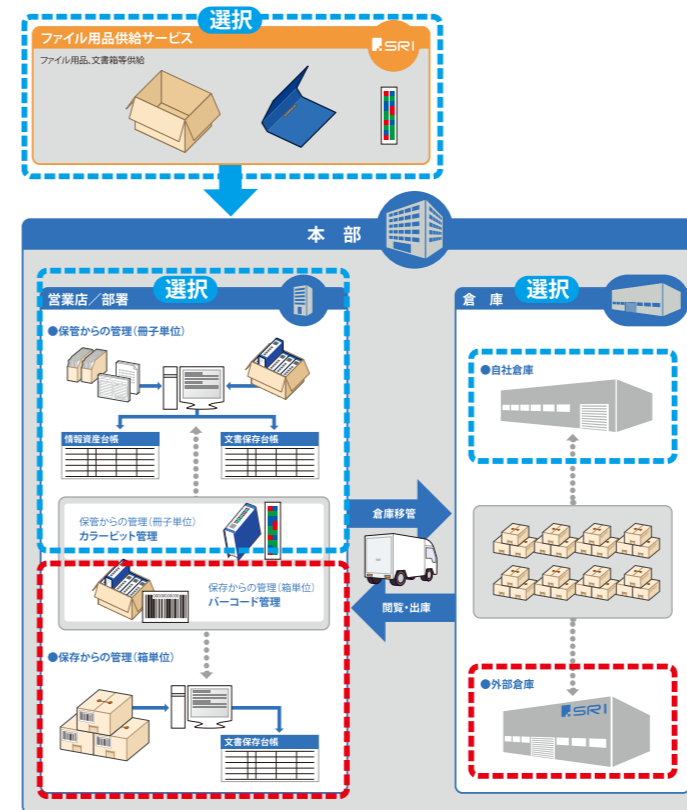 選択
ファイル用品供給サービス
SRI
ファイル用品、文書箱等供給
本 部
選択
営業店／部署
●保管からの管理（冊子単位）
情報資産台帳
文書保存台帳
保管からの管理（冊子単位）
カラービット管理
保存からの管理（箱単位）
バーコード管理
●保存からの管理（箱単位）
文書保存台帳
倉庫移管
閲覧・出庫
選択
倉 庫
●自社倉庫
●外部倉庫
SRI